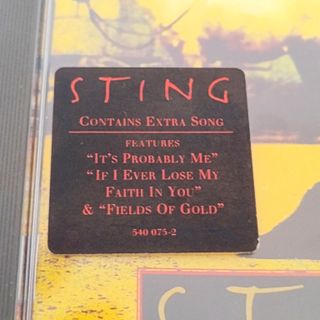 STING
CONTAINS EXTRA SONG
FEATURES
"IT'S PROBABLY ME"
"IF I EVER LOSE MY
FAITH IN YOU"
& "FIELDS OF GOLD"
540 075-2
ST